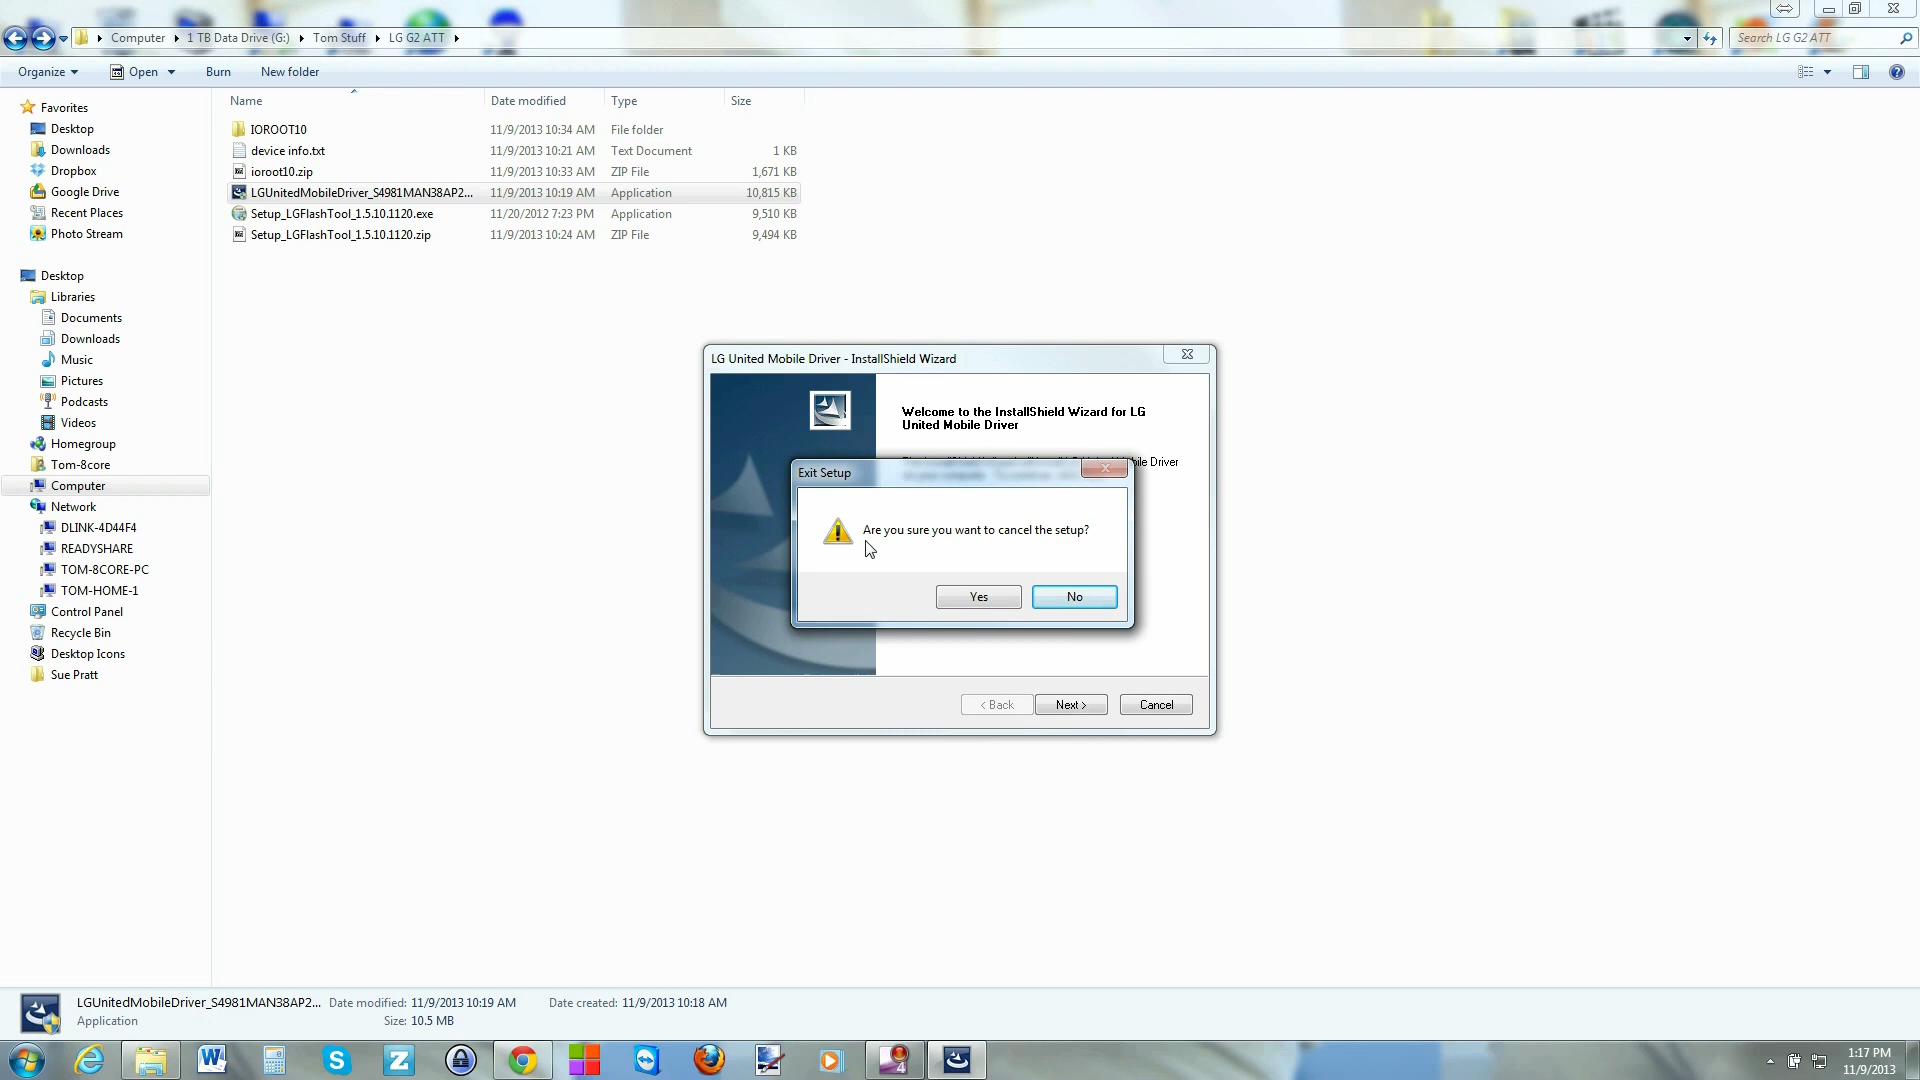 Computer
1 TB Data Drive (G:)
Tom Stuff
LG G2 ATT
Search LG G2 ATT
Organize
Open
Burn
New folder
Name
Date modified
Type
Size
IOROOT10
11/9/2013 10:34 AM
File folder
device info.txt
11/9/2013 10:21 AM
Text Document
1 KB
ioroot10.zip
11/9/2013 10:33 AM
ZIP File
1,671 KB
LGUnitedMobileDriver_S4981MAN38AP2...
11/9/2013 10:19 AM
Application
10,815 KB
Setup_LGFlashTool_1.5.10.1120.exe
11/20/2012 7:23 PM
Application
9,510 KB
Setup_LGFlashTool_1.5.10.1120.zip
11/9/2013 10:24 AM
ZIP File
9,494 KB
Favorites
Desktop
Downloads
Dropbox
Google Drive
Recent Places
Photo Stream
Desktop
Libraries
Documents
Downloads
Music
Pictures
Podcasts
Videos
Homegroup
Tom-8core
Computer
Network
DLINK-4D44F4
READYSHARE
TOM-8CORE-PC
TOM-HOME-1
Control Panel
Recycle Bin
Desktop Icons
Sue Pratt
LG United Mobile Driver - InstallShield Wizard
Welcome to the InstallShield Wizard for LG
United Mobile Driver
bile Driver
Exit Setup
Are you sure you want to cancel the setup?
Yes
No
< Back
Next >
Cancel
LGUnitedMobileDriver_S4981MAN38AP2...
Date modified: 11/9/2013 10:19 AM
Date created: 11/9/2013 10:18 AM
Application
Size: 10.5 MB
4
1:17 PM
11/9/2013